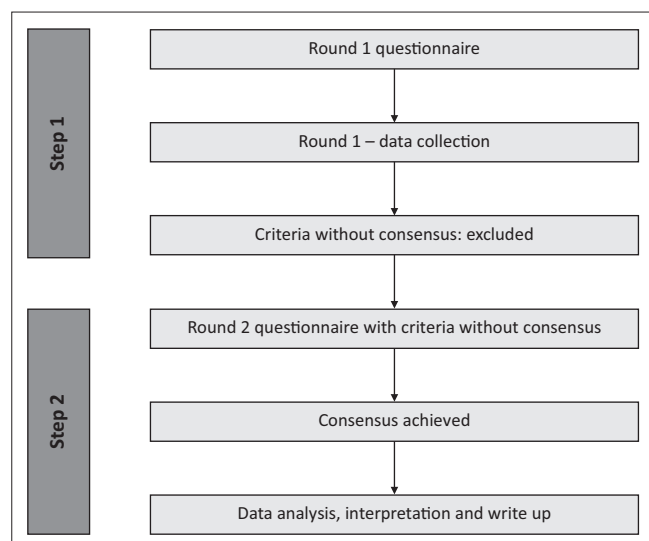 Step 1
Round 1 questionnaire
Round 1 – data collection
Criteria without consensus: excluded
Step 2
Round 2 questionnaire with criteria without consensus
Consensus achieved
Data analysis, interpretation and write up